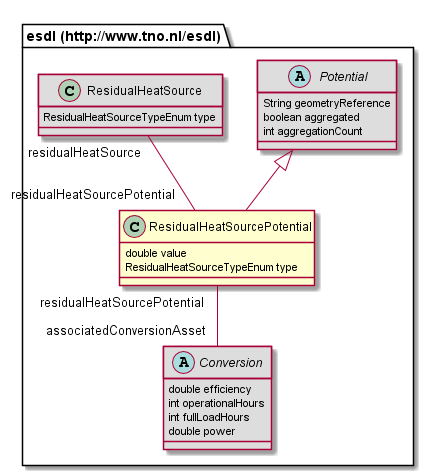 esdl (http://www.tno.nl/esdl)
C ResidualHeatSource
ResidualHeatSourceTypeEnum type
A Potential
String geometryReference
boolean aggregated
int aggregationCount
residualHeatSource
residualHeatSourcePotential
C ResidualHeatSourcePotential
double value
ResidualHeatSourceTypeEnum type
residualHeatSourcePotential
associatedConversionAsset
A Conversion
double efficiency
int operationalHours
int fullLoadHours
double power